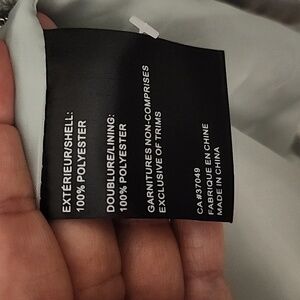 EXTÉRIEUR/SHELL:
100% POLYESTER
DOUBLURE/LINING:
100% POLYESTER
GARNITURES NON-COMPRISES
EXCLUSIVE OF TRIMS
CA #37049
FABRIQUE EN CHINE
MADE IN CHINA